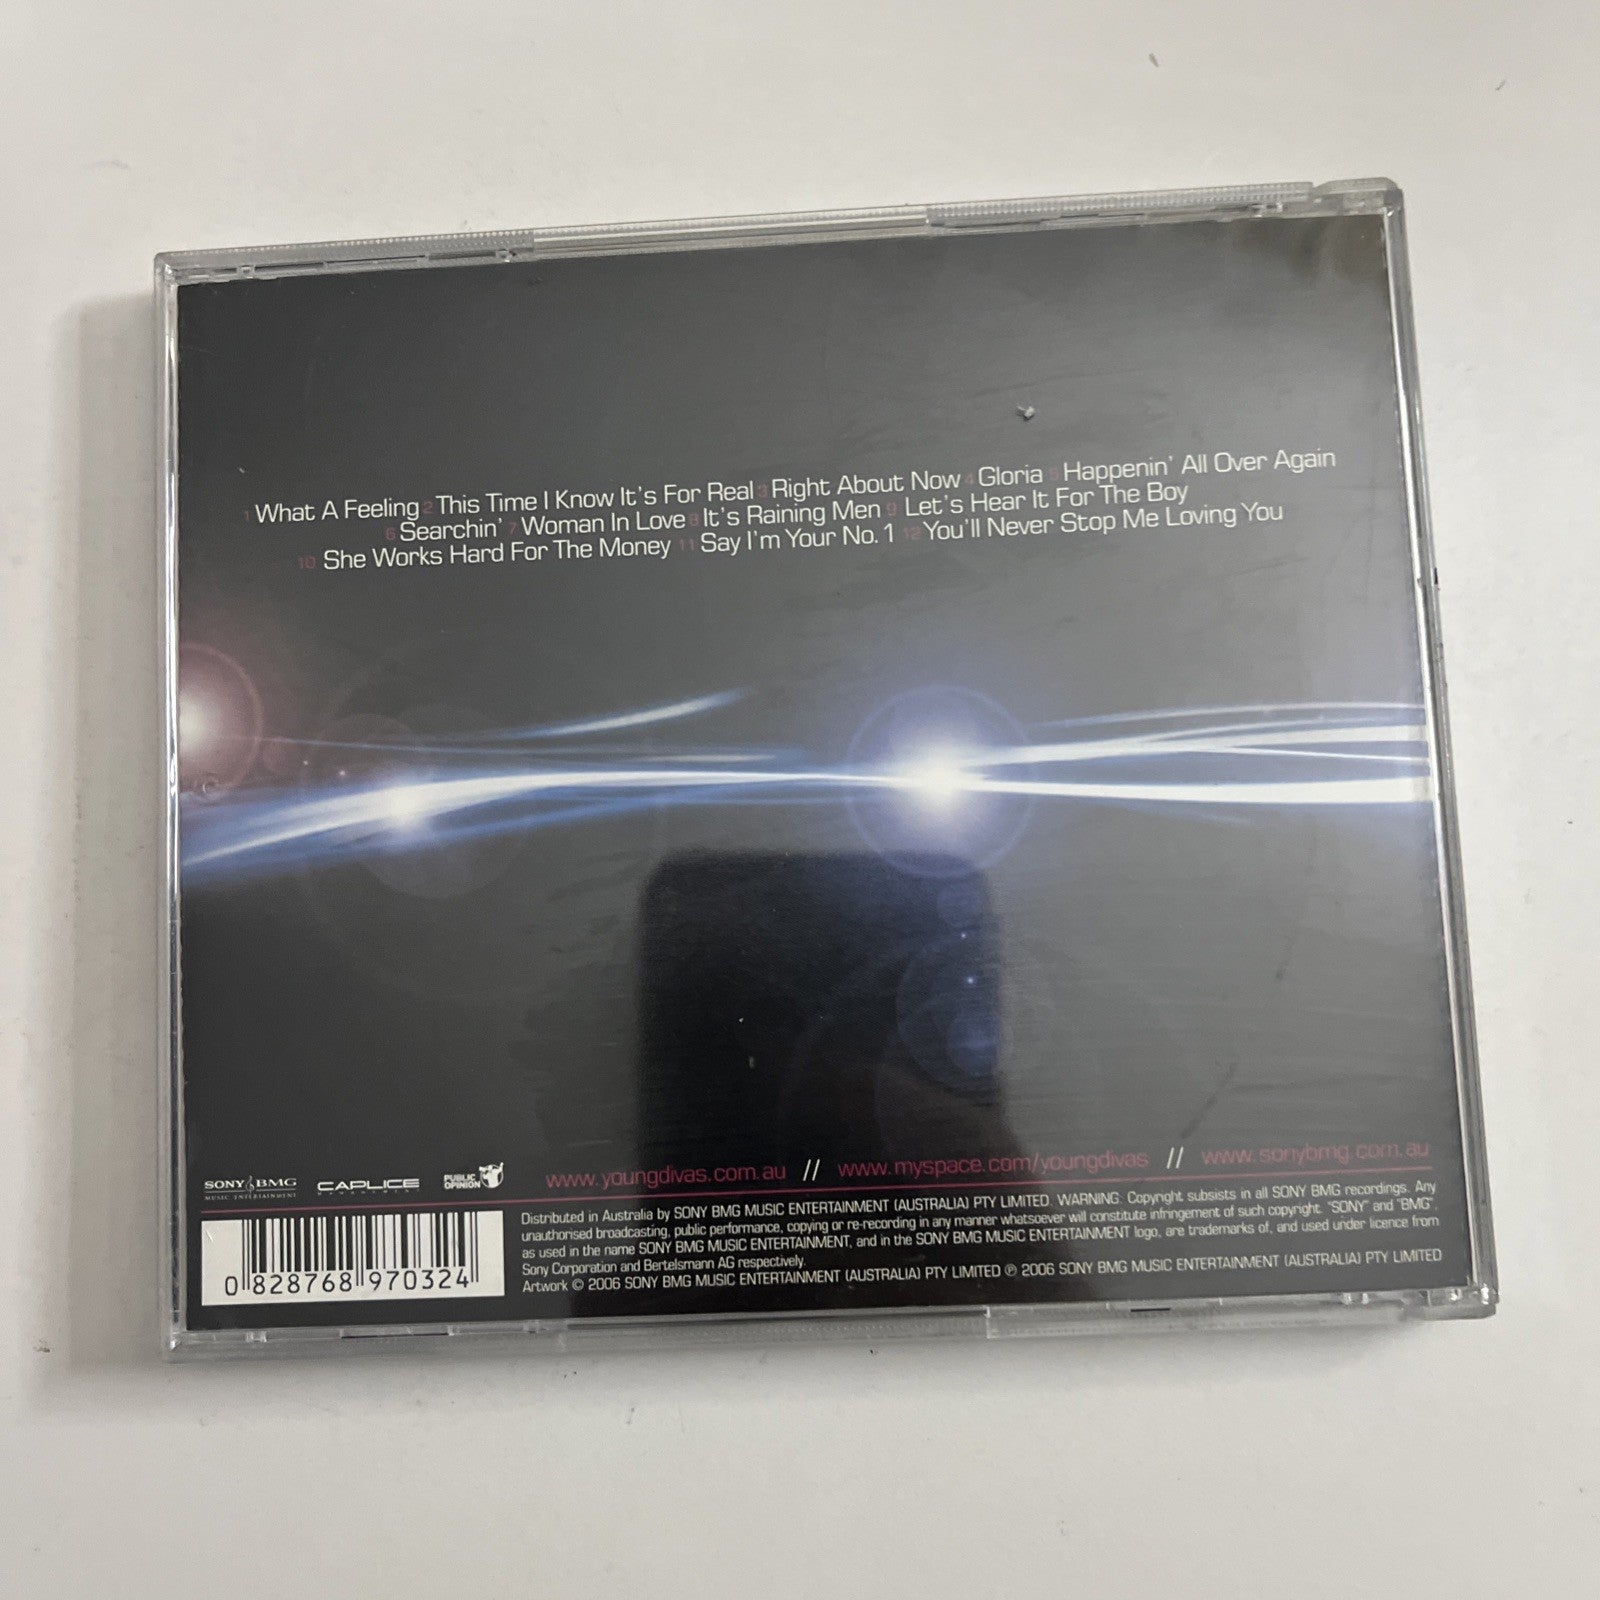 1 What A Feeling 2 This Time I Know It's For Real 3 Right About Now 4 Gloria 5 Happenin' All Over Again
6 Searchin' 7 Woman In Love 8 It's Raining Men 9 Let's Hear It For The Boy
10 She Works Hard For The Money 11 Say I'm Your No. 1 12 You'll Never Stop Me Loving You
www.youngdivas.com.au // www.myspace.com/youngdivas // www.sonybmg.com.au
SONY BMG
MUSIC ENTERTAINMENT
CAPLICE
MANAGEMENT
PUBLIC
OPINION
Distributed in Australia by SONY BMG MUSIC ENTERTAINMENT (AUSTRALIA) PTY LIMITED. WARNING: Copyright subsists in all SONY BMG recordings. Any
unauthorised broadcasting, public performance, copying or re-recording in any manner whatsoever will constitute infringement of such copyright. "SONY" and "BMG",
as used in the name SONY BMG MUSIC ENTERTAINMENT, and in the SONY BMG MUSIC ENTERTAINMENT logo, are trademarks of, and used under licence from
Sony Corporation and Bertelsmann AG respectively.
Artwork © 2006 SONY BMG MUSIC ENTERTAINMENT (AUSTRALIA) PTY LIMITED ℗ 2006 SONY BMG MUSIC ENTERTAINMENT (AUSTRALIA) PTY LIMITED
0 828768 970324